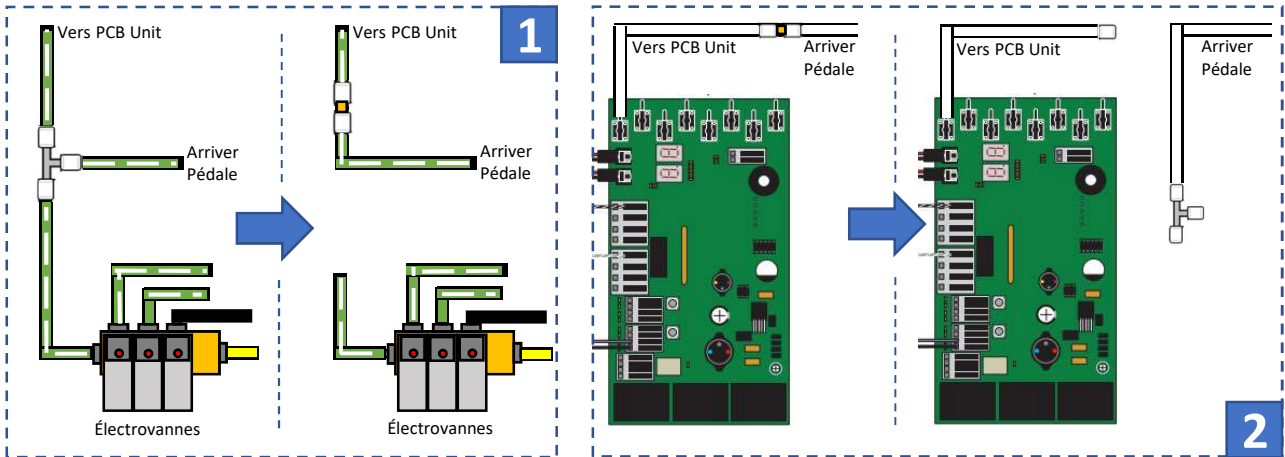 Vers PCB Unit
1
Arriver
Pédale
Électrovannes
Vers PCB Unit
Arriver
Pédale
Électrovannes
Vers PCB Unit
Arriver
Pédale
Vers PCB Unit
Arriver
Pédale
2